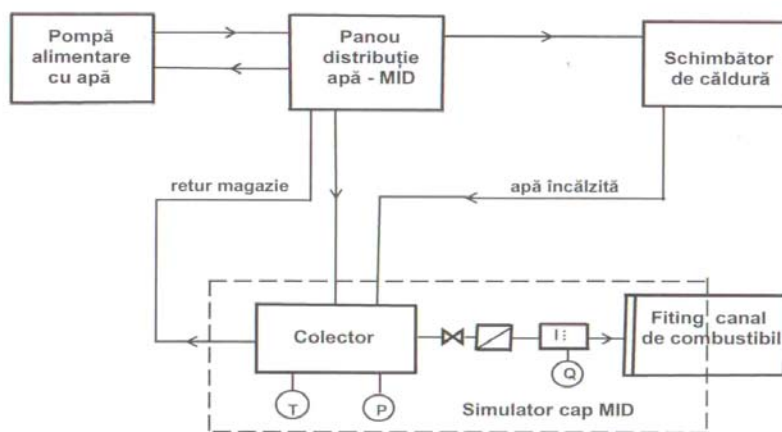 Pompă
alimentare
cu apă
Panou
distribuție
apă - MID
Schimbător
de căldură
retur magazie
apă încălzită
Colector
Fiting canal
de combustibil
T
P
Q
Simulator cap MID